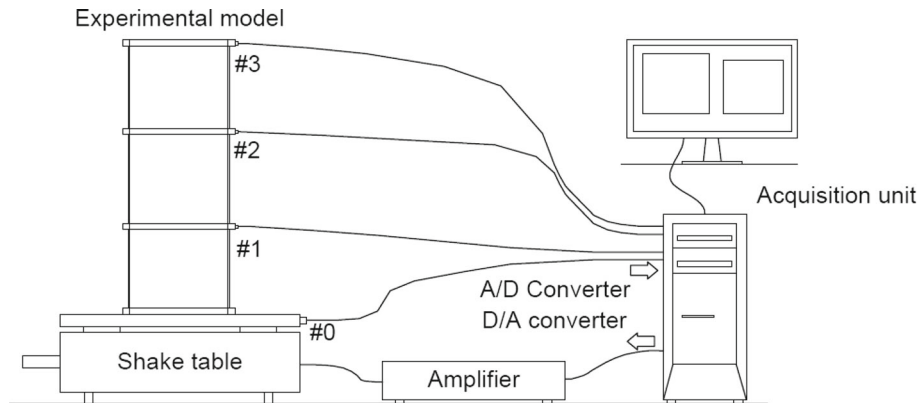 Experimental model
#3
#2
Acquisition unit
#1
A/D Converter
#0
D/A converter
Shake table
Amplifier